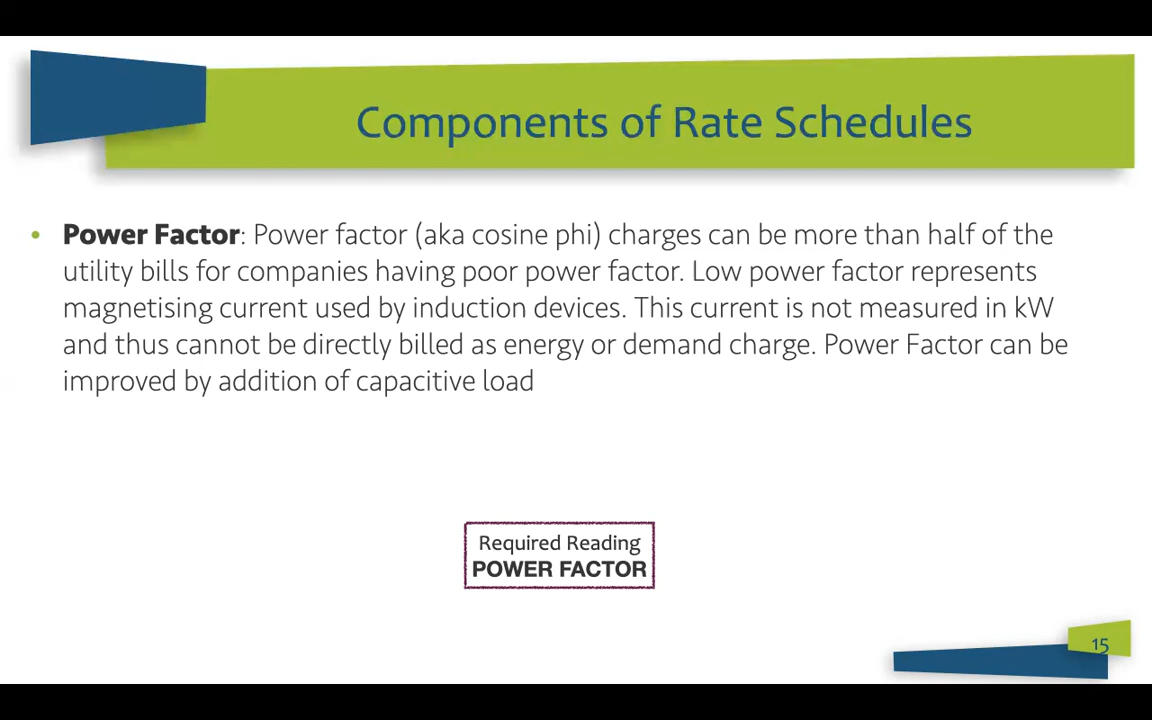 Components of Rate Schedules
• Power Factor: Power factor (aka cosine phi) charges can be more than half of the
utility bills for companies having poor power factor. Low power factor represents
magnetising current used by induction devices. This current is not measured in kW
and thus cannot be directly billed as energy or demand charge. Power Factor can be
improved by addition of capacitive load
Required Reading
POWER FACTOR
15